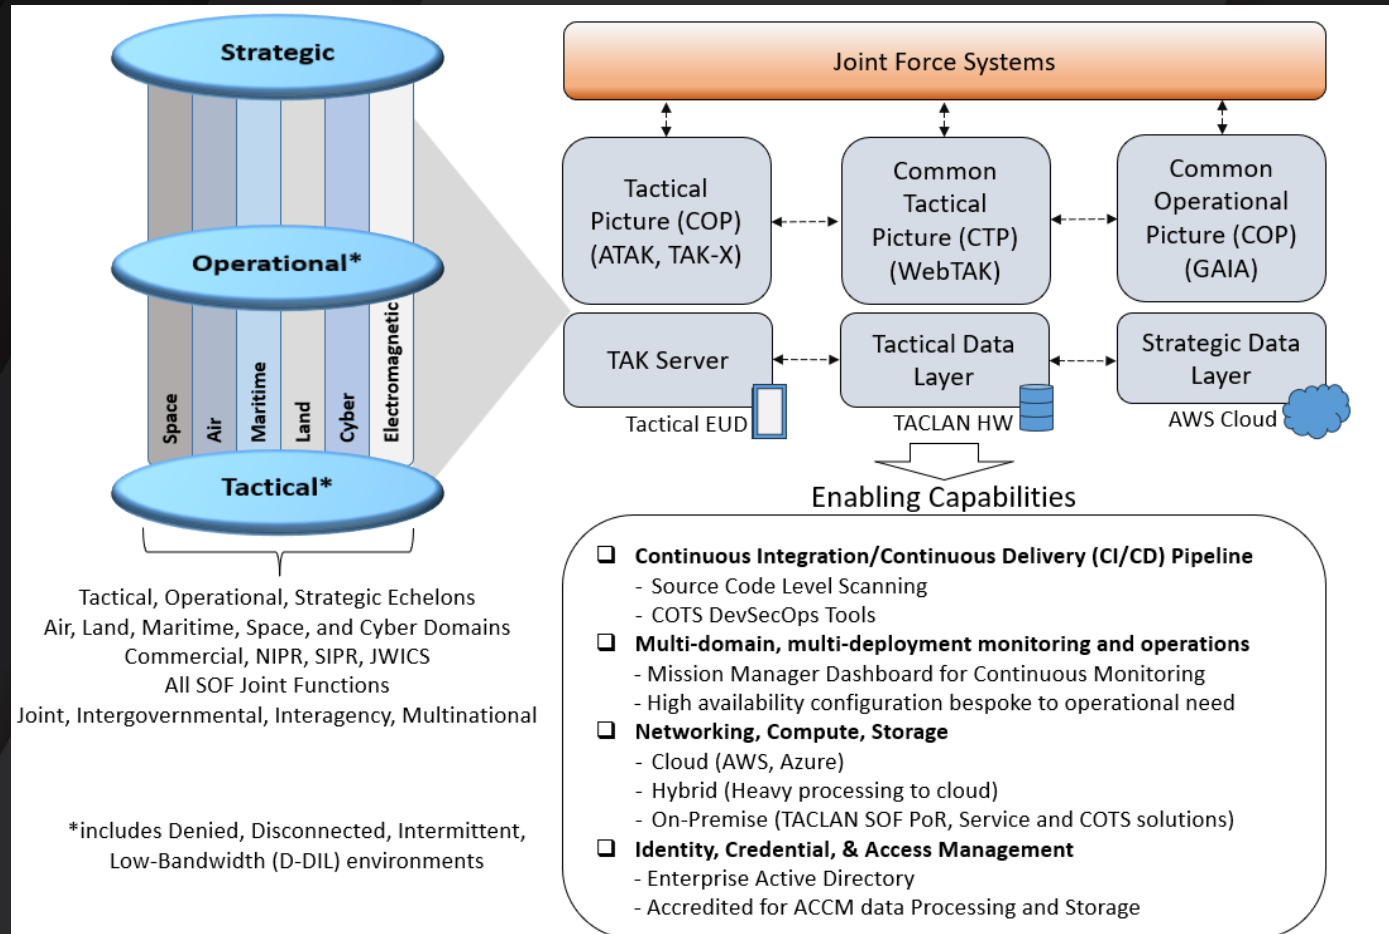 Strategic
Operational*
Space
Air
Maritime
Land
Cyber
Electromagnetic
Tactical*
Tactical, Operational, Strategic Echelons
Air, Land, Maritime, Space, and Cyber Domains
Commercial, NIPR, SIPR, JWICS
All SOF Joint Functions
Joint, Intergovernmental, Interagency, Multinational
*includes Denied, Disconnected, Intermittent,
Low-Bandwidth (D-DIL) environments
Joint Force Systems
Tactical
Picture (COP)
(ATAK, TAK-X)
Common
Tactical
Picture (CTP)
(WebTAK)
Common
Operational
Picture (COP)
(GAIA)
TAK Server
Tactical EUD
Tactical Data
Layer
TACLAN HW
Strategic Data
Layer
AWS Cloud
Enabling Capabilities
❑ Continuous Integration/Continuous Delivery (CI/CD) Pipeline
- Source Code Level Scanning
- COTS DevSecOps Tools
❑ Multi-domain, multi-deployment monitoring and operations
- Mission Manager Dashboard for Continuous Monitoring
- High availability configuration bespoke to operational need
❑ Networking, Compute, Storage
- Cloud (AWS, Azure)
- Hybrid (Heavy processing to cloud)
- On-Premise (TACLAN SOF PoR, Service and COTS solutions)
❑ Identity, Credential, & Access Management
- Enterprise Active Directory
- Accredited for ACCM data Processing and Storage